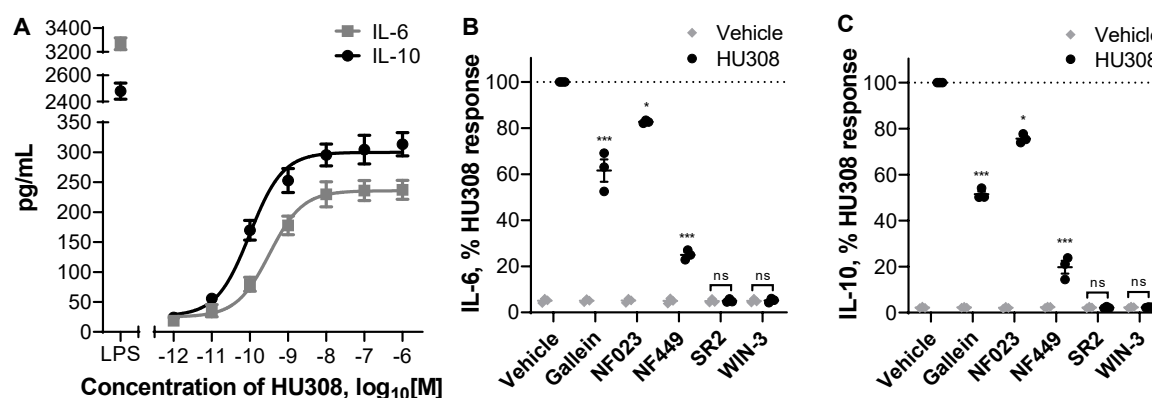 A
3400
3200
2600
2400
350
300
250
200
150
100
50
0
pg/mL
IL-6
IL-10
LPS
-12 -11 -10 -9 -8 -7 -6
Concentration of HU308, log10[M]
B
Vehicle
HU308
IL-6, % HU308 response
100
80
60
40
20
0
***
*
***
ns
ns
Vehicle
Gallein
NF023
NF449
SR2
WIN-3
C
Vehicle
HU308
IL-10, % HU308 response
100
80
60
40
20
0
***
*
***
ns
ns
Vehicle
Gallein
NF023
NF449
SR2
WIN-3